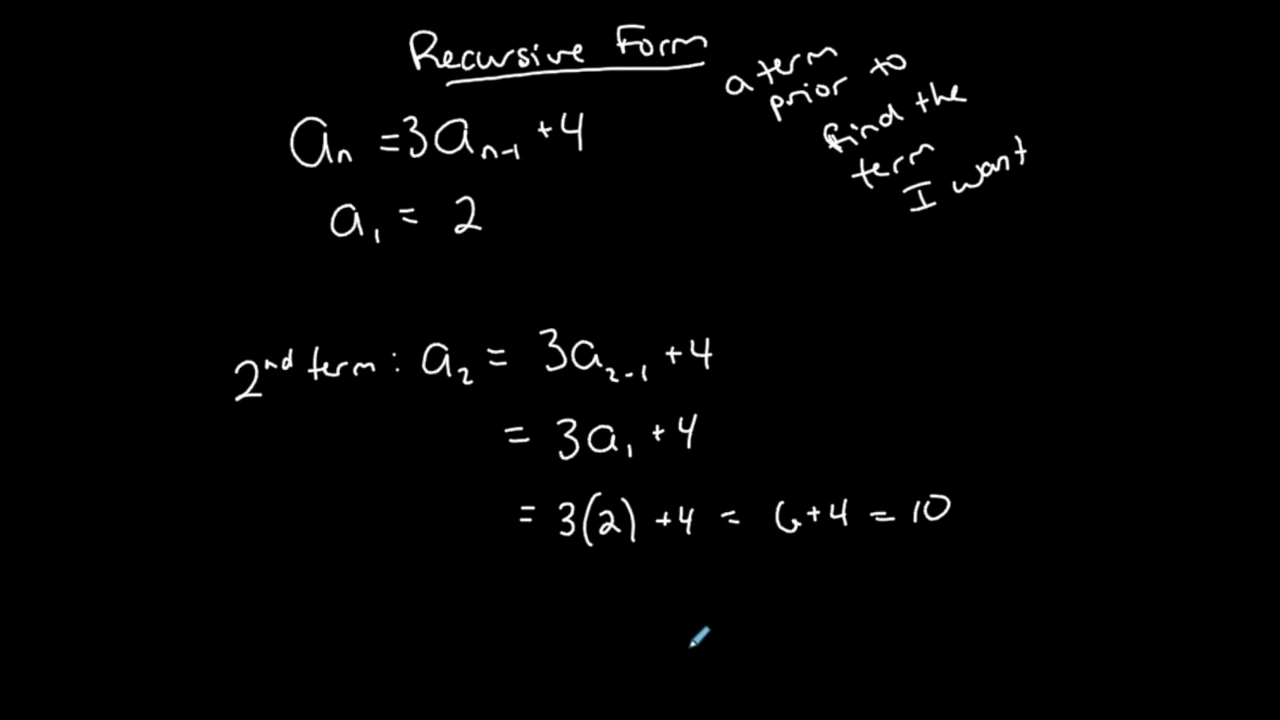 Recursive Form
a term
prior to
find the
term
I want
aₙ = 3aₙ₋₁ + 4
a₁ = 2
2ⁿᵈ term : a₂ = 3a₂₋₁ + 4
= 3a₁ + 4
= 3(2) + 4 = 6+4 = 10